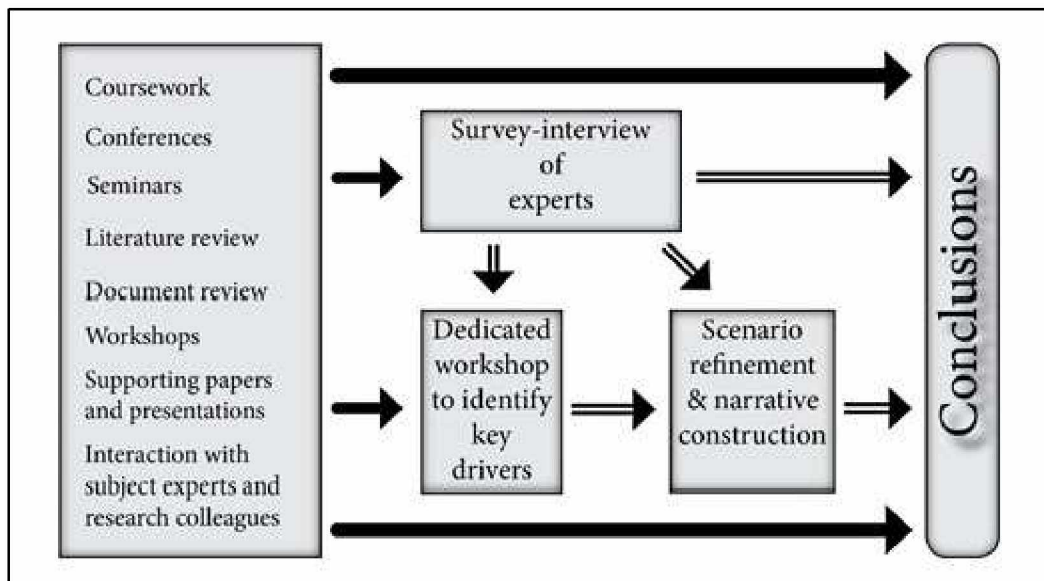 Coursework
Conferences
Seminars
Literature review
Document review
Workshops
Supporting papers
and presentations
Interaction with
subject experts and
research colleagues
Survey-interview
of
experts
Dedicated
workshop
to identify
key
drivers
Scenario
refinement
& narrative
construction
Conclusions